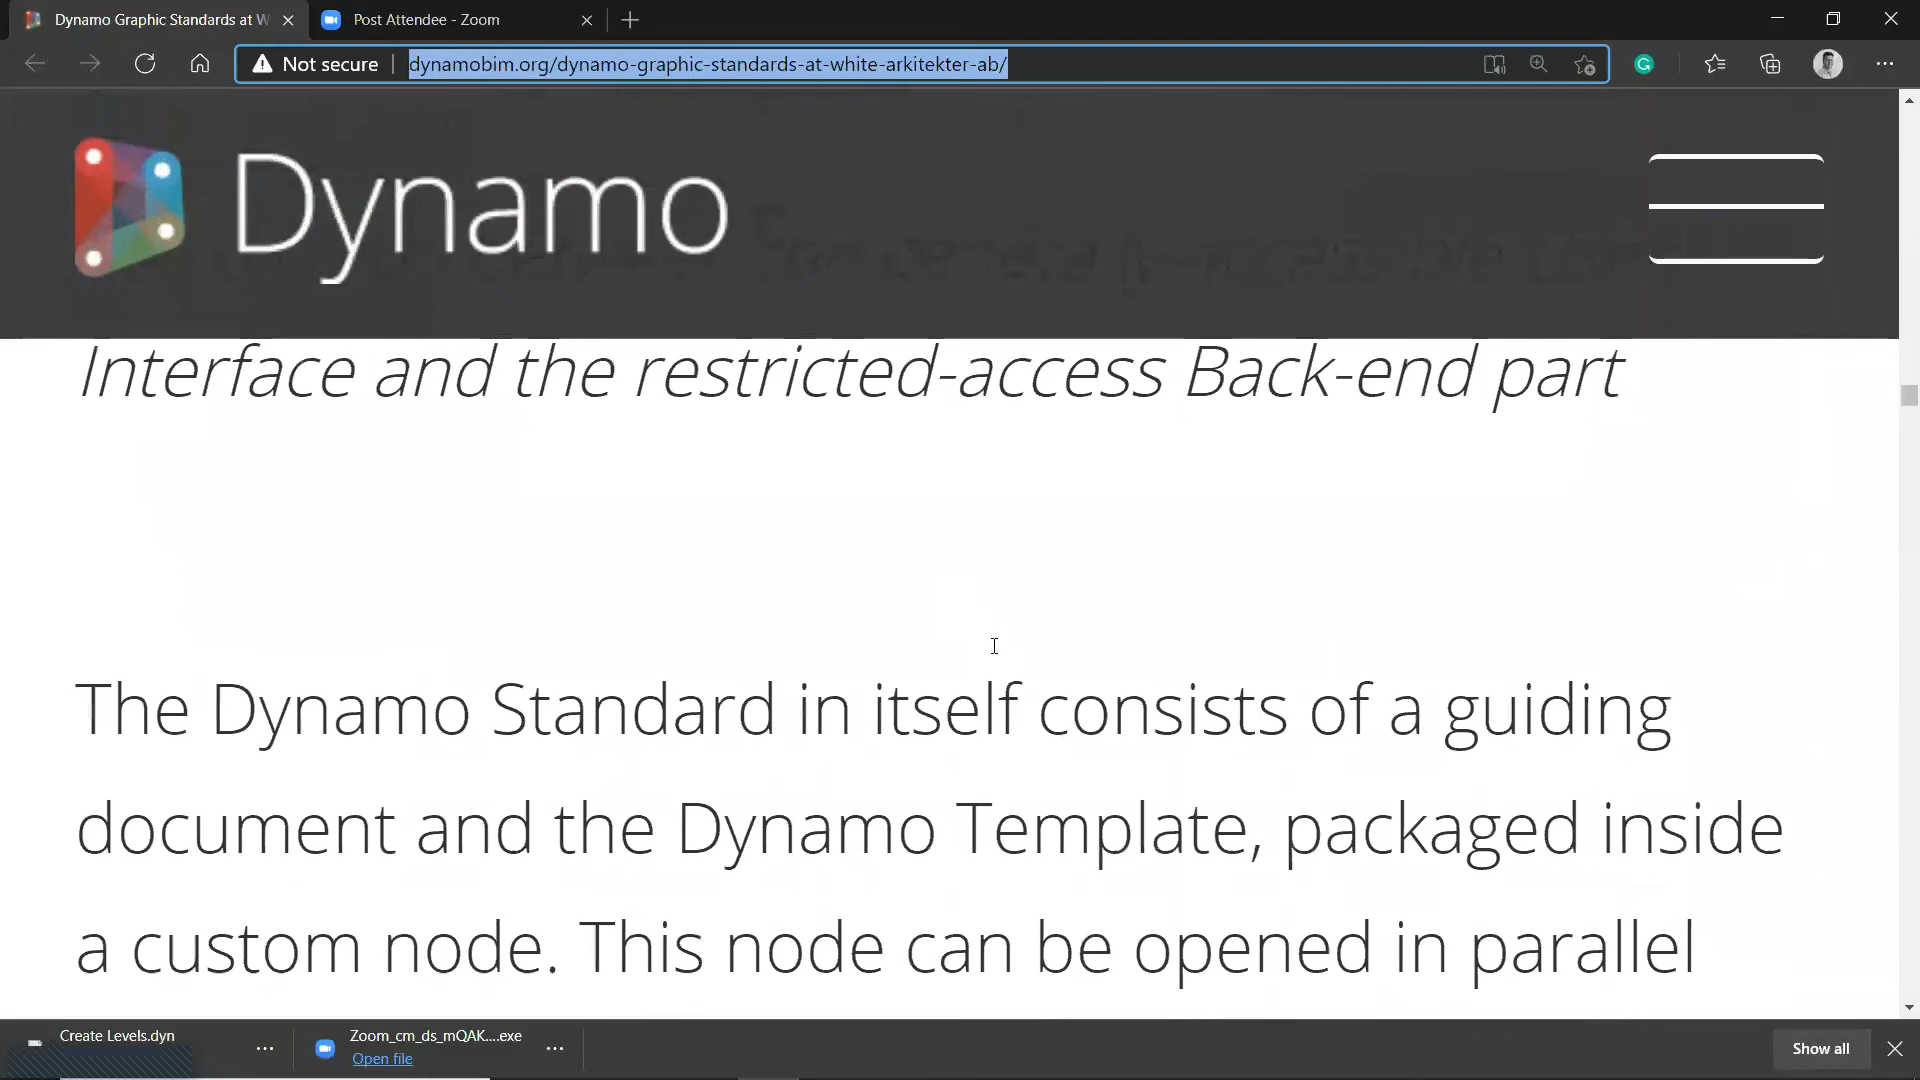 Dynamo Graphic Standards at W
Post Attendee - Zoom
Not secure
dynamobim.org/dynamo-graphic-standards-at-white-arkitekter-ab/
Dynamo
Interface and the restricted-access Back-end part
The Dynamo Standard in itself consists of a guiding
document and the Dynamo Template, packaged inside
a custom node. This node can be opened in parallel
Create Levels.dyn
Zoom_cm_ds_mQAK....exe
Open file
Show all